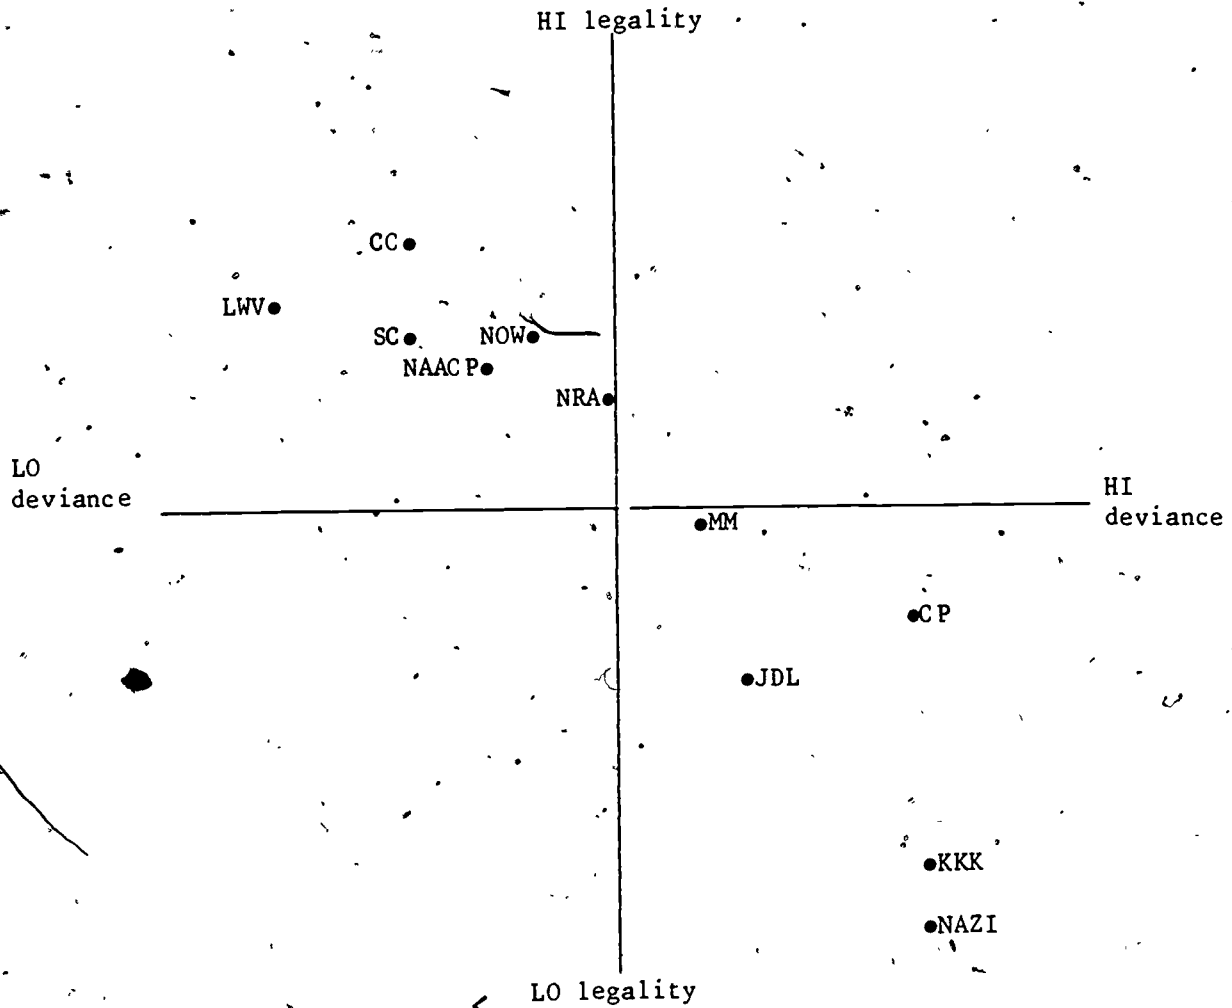 HI legality
CC
LWV
SC
NOW
NAACP
NRA
LO
deviance
HI
deviance
MM
CP
JDL
KKK
NAZI
LO legality